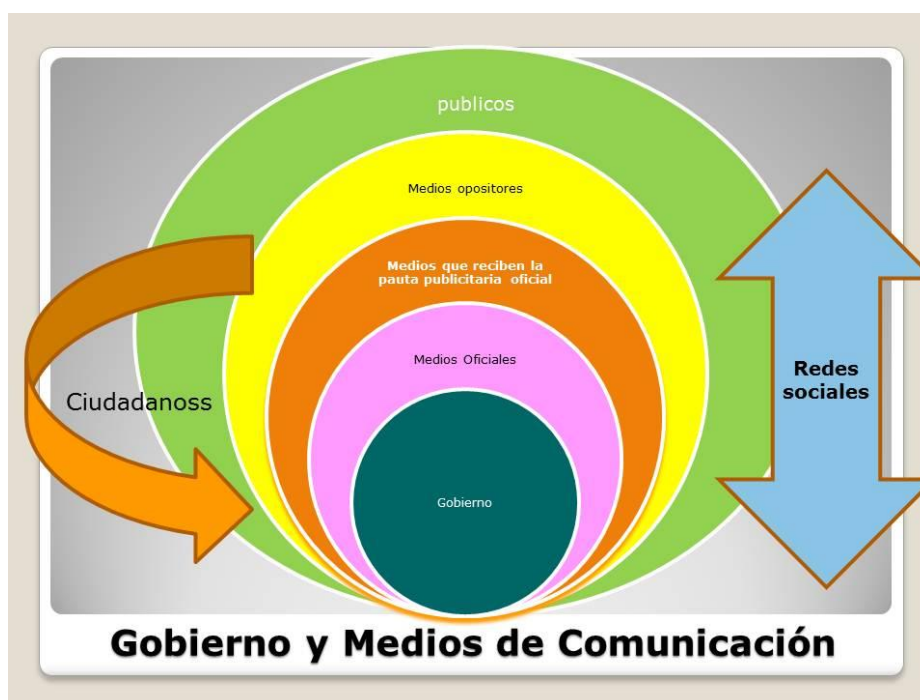 publicos
Medios opositores
Medios que reciben la
pauta publicitaria oficial
Medios Oficiales
Gobierno
Ciudadanoss
Redes
sociales
Gobierno y Medios de Comunicación